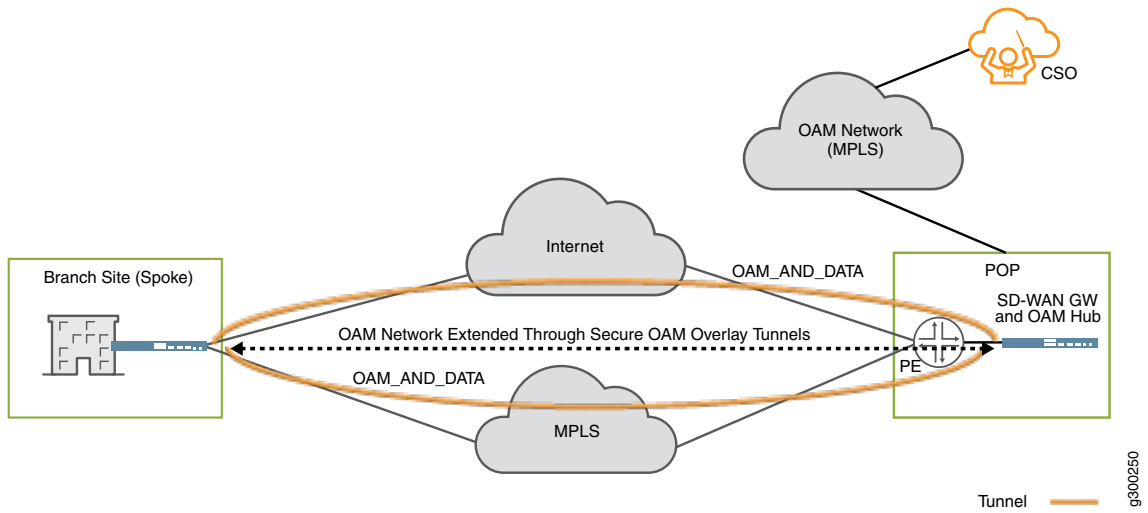 CSO
OAM Network
(MPLS)
Internet
OAM_AND_DATA
POP
Branch Site (Spoke)
SD-WAN GW
and OAM Hub
OAM Network Extended Through Secure OAM Overlay Tunnels
PE
OAM_AND_DATA
MPLS
Tunnel
g300250